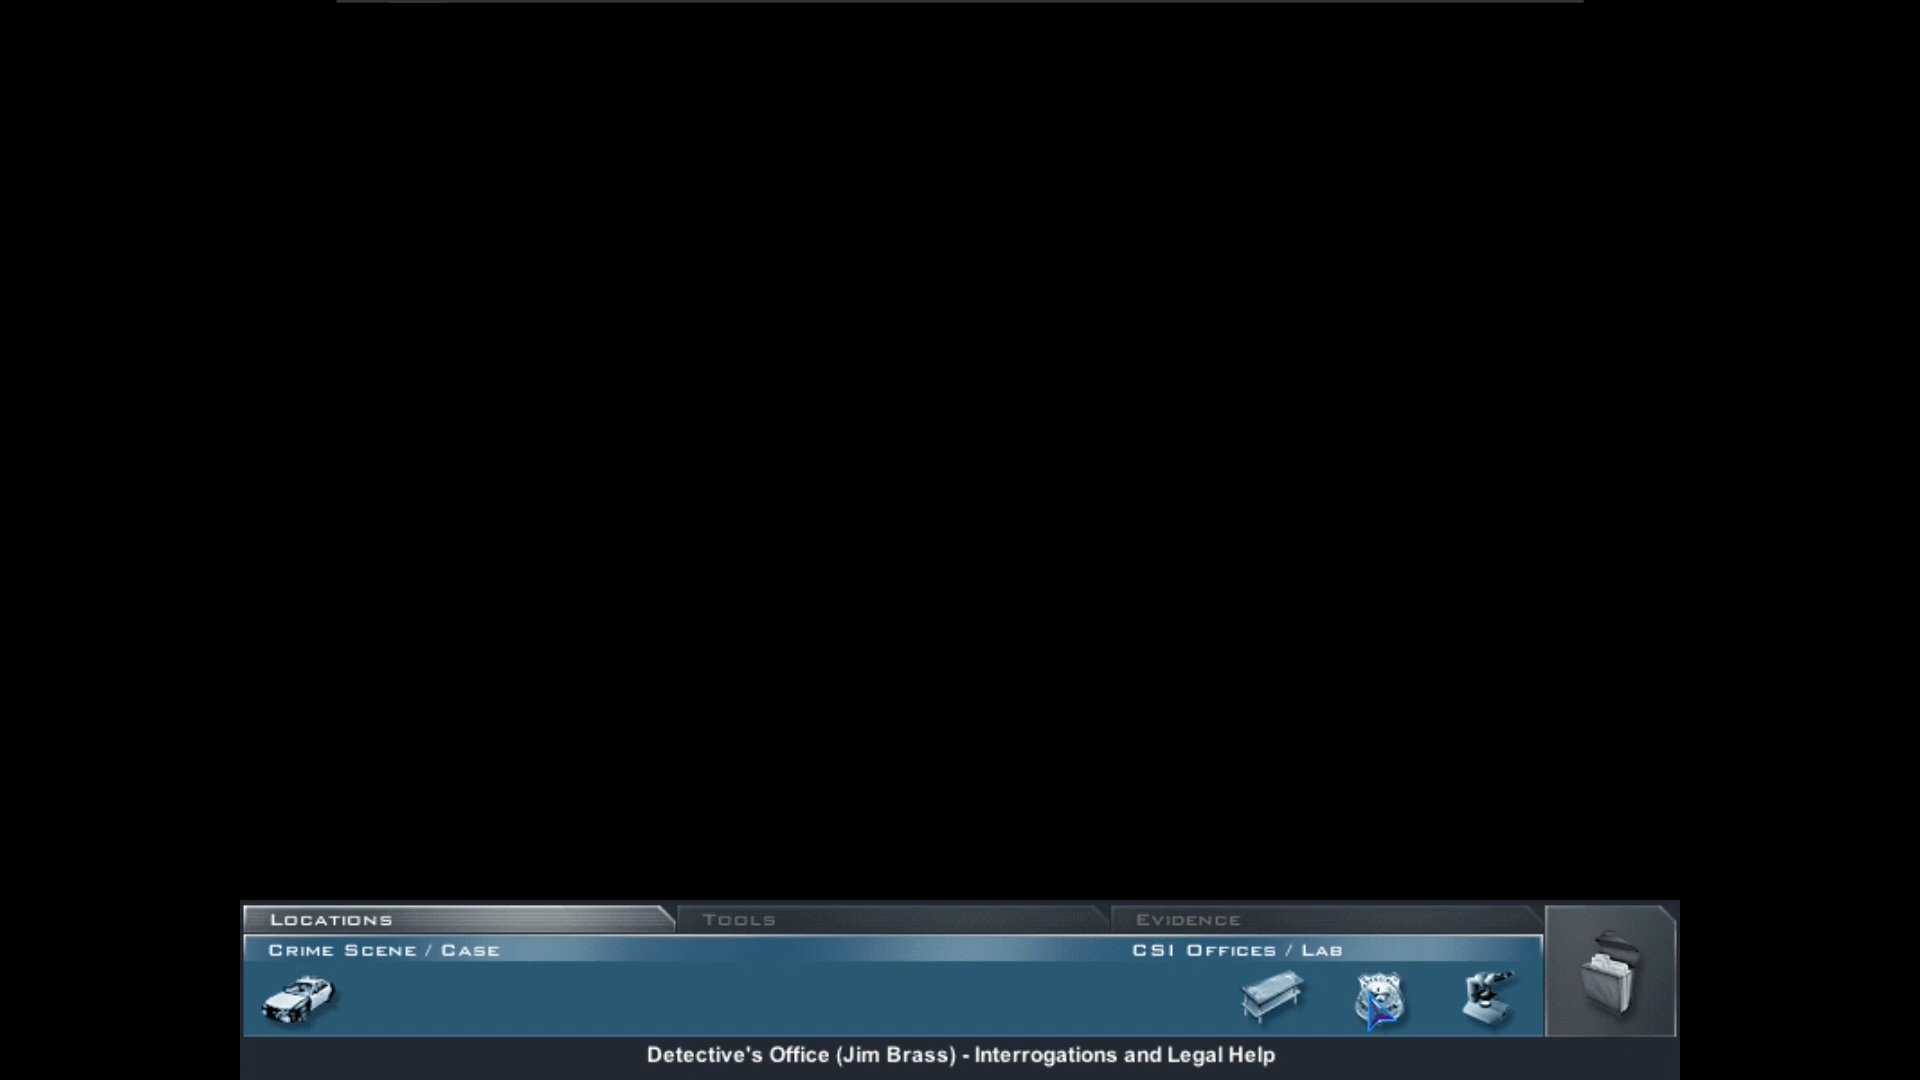 LOCATIONS
TOOLS
EVIDENCE
CRIME SCENE / CASE
CSI OFFICES / LAB
Detective's Office (Jim Brass) - Interrogations and Legal Help